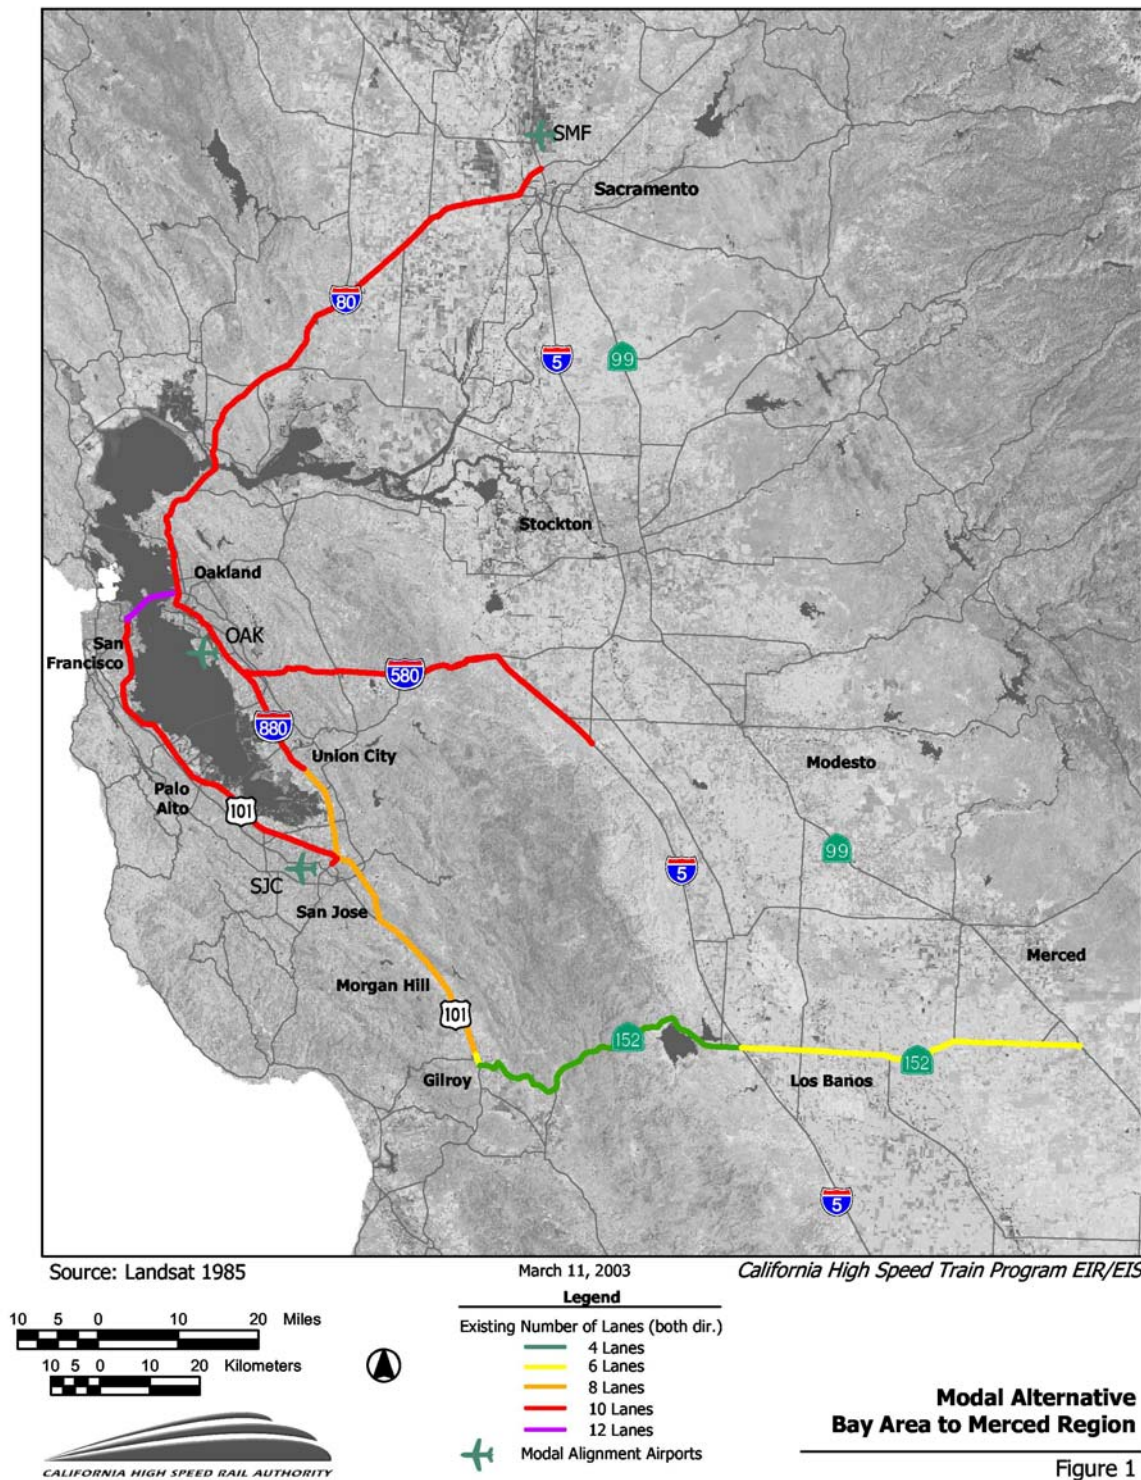 SMF
Sacramento
80
5
99
Stockton
Oakland
OAK
San
Francisco
580
880
Union City
Modesto
Palo
Alto
101
99
5
SJC
San Jose
Merced
Morgan Hill
101
152
152
Gilroy
Los Banos
5
Source: Landsat 1985
March 11, 2003
California High Speed Train Program EIR/EIS
Legend
10 5 0 10 20 Miles
Existing Number of Lanes (both dir.)
4 Lanes
10 5 0 10 20 Kilometers
6 Lanes
8 Lanes
10 Lanes
12 Lanes
Modal Alignment Airports
Modal Alternative
Bay Area to Merced Region
CALIFORNIA HIGH SPEED RAIL AUTHORITY
Figure 1